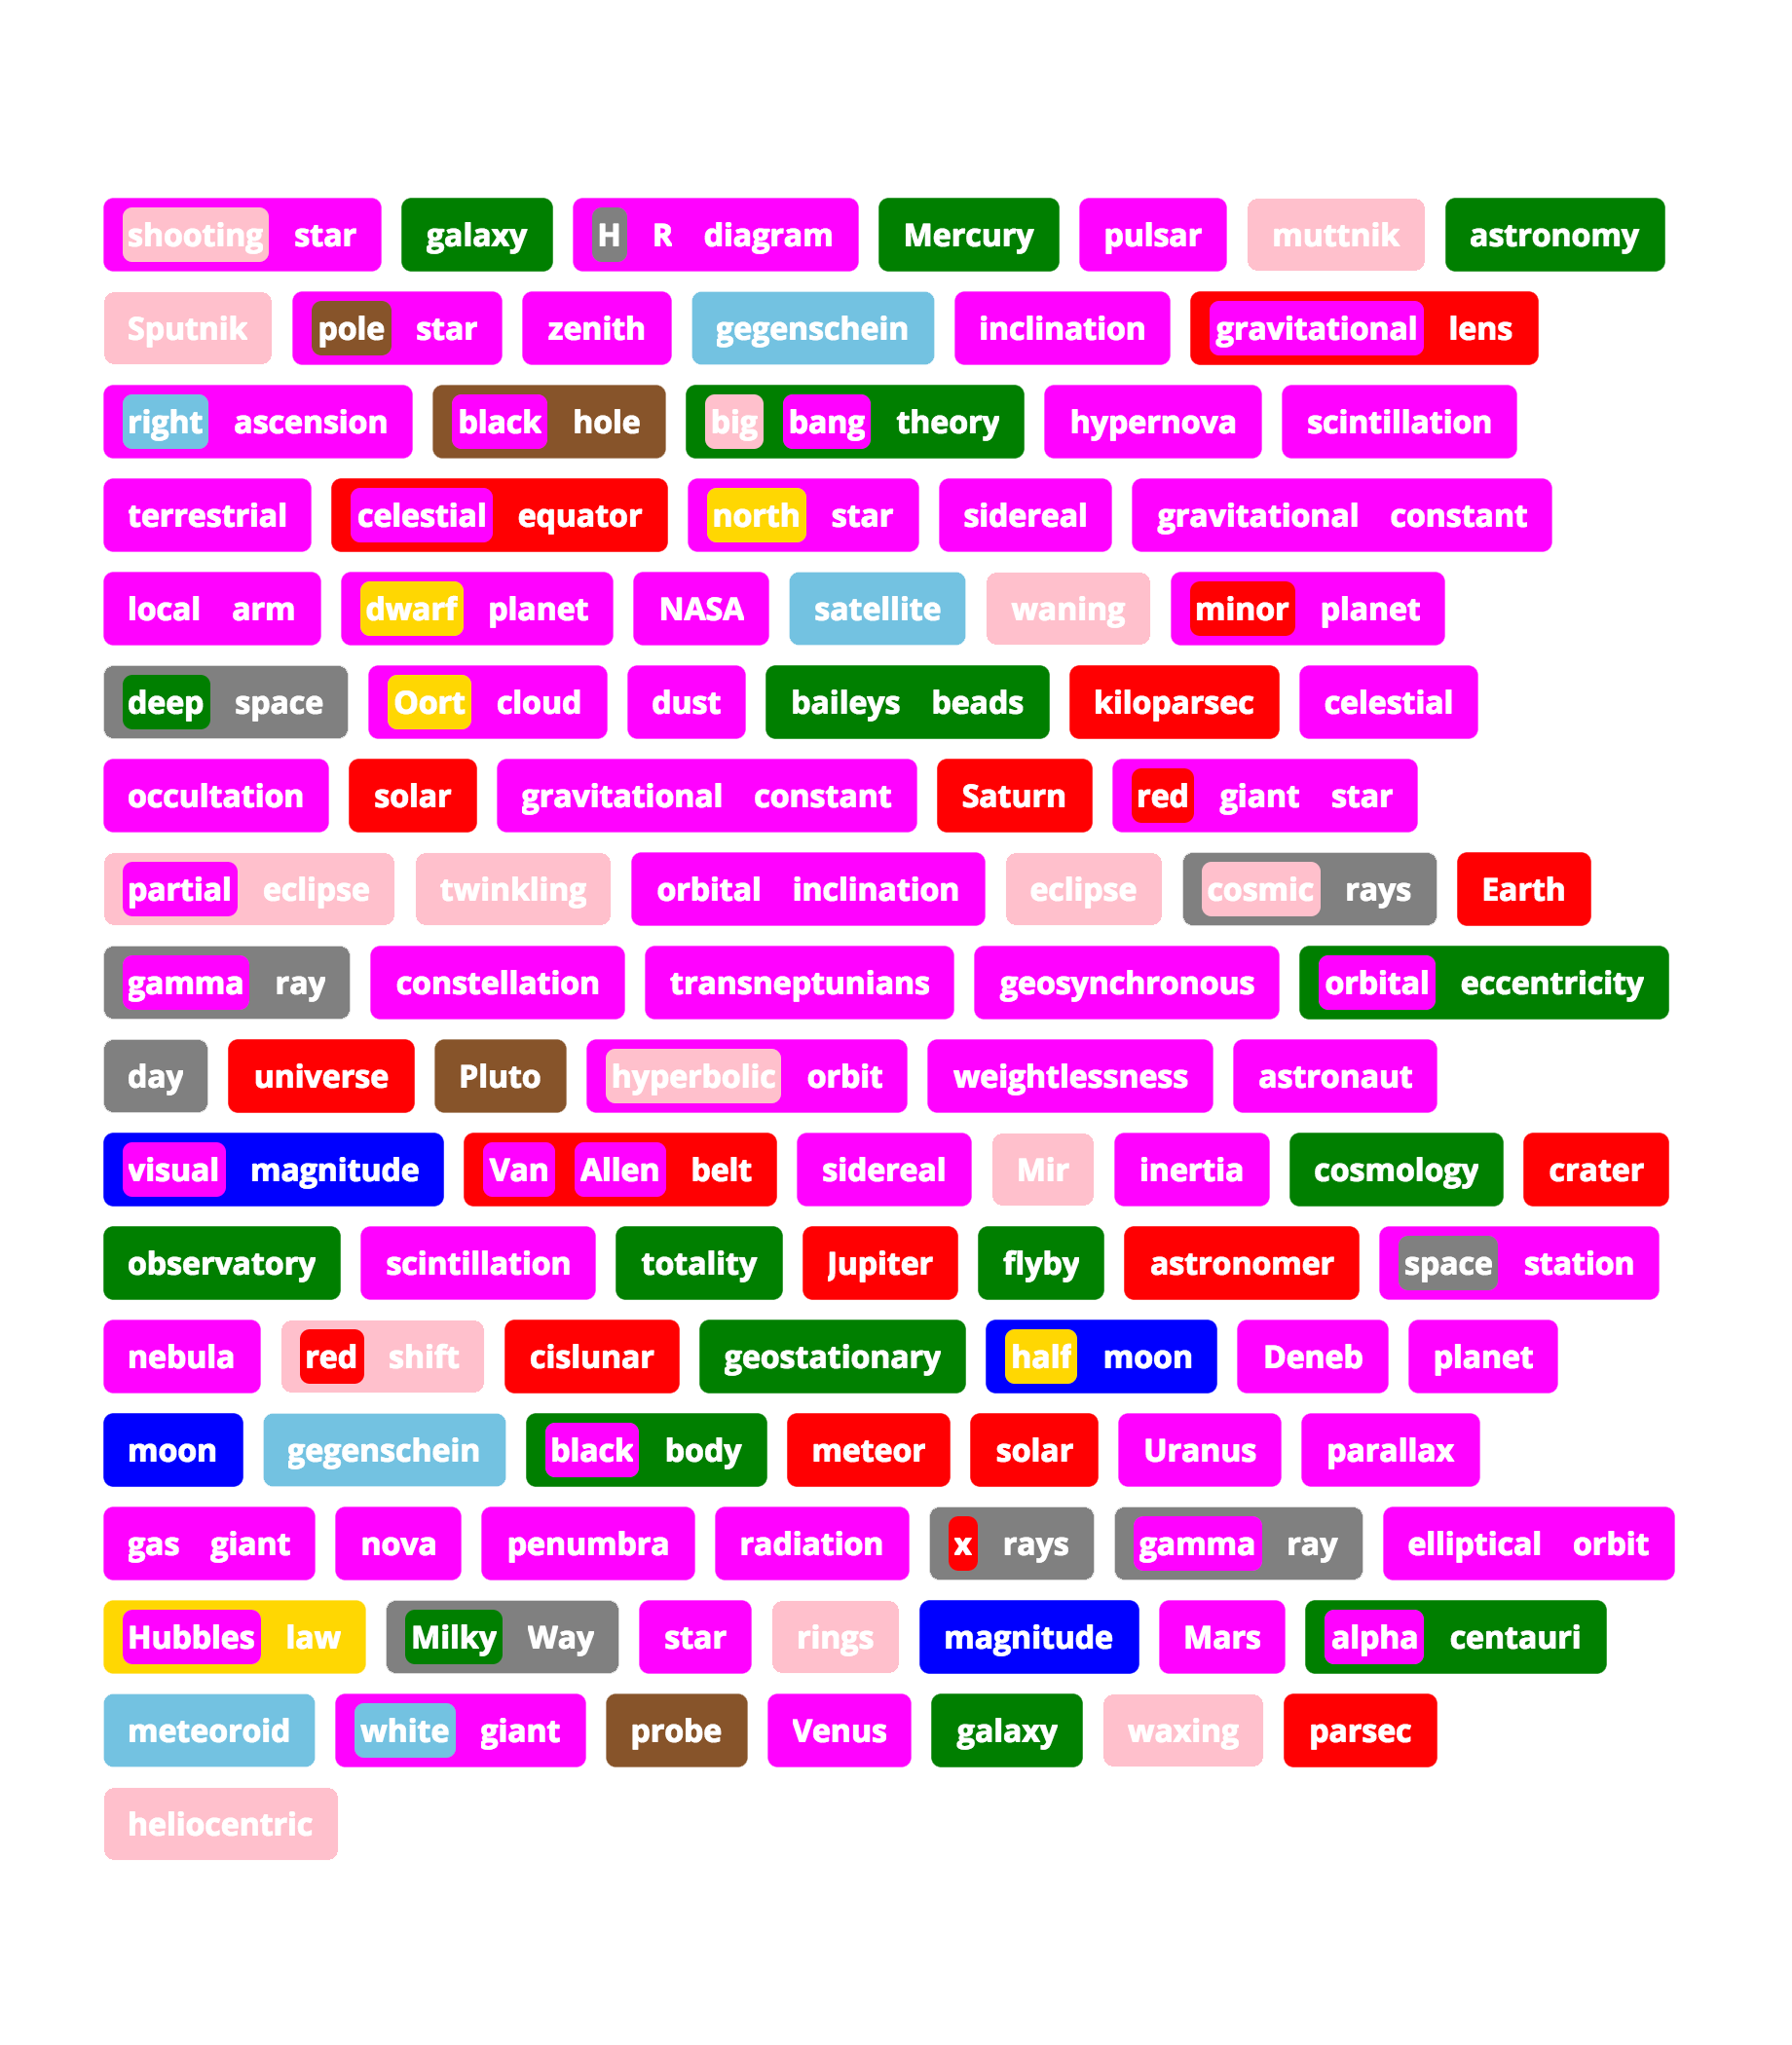 shooting star galaxy H R diagram Mercury pulsar muttnik astronomy
Sputnik pole star zenith gegenschein inclination gravitational lens
right ascension black hole big bang theory hypernova scintillation
terrestrial celestial equator north star sidereal gravitational constant
local arm dwarf planet NASA satellite waning minor planet
deep space Oort cloud dust baileys beads kiloparsec celestial
occultation solar gravitational constant Saturn red giant star
partial eclipse twinkling orbital inclination eclipse cosmic rays Earth
gamma ray constellation transneptunians geosynchronous orbital eccentricity
day universe Pluto hyperbolic orbit weightlessness astronaut
visual magnitude Van Allen belt sidereal Mir inertia cosmology crater
observatory scintillation totality Jupiter flyby astronomer space station
nebula red shift cislunar geostationary half moon Deneb planet
moon gegenschein black body meteor solar Uranus parallax
gas giant nova penumbra radiation x rays gamma ray elliptical orbit
Hubbles law Milky Way star rings magnitude Mars alpha centauri
meteoroid white giant probe Venus galaxy waxing parsec
heliocentric